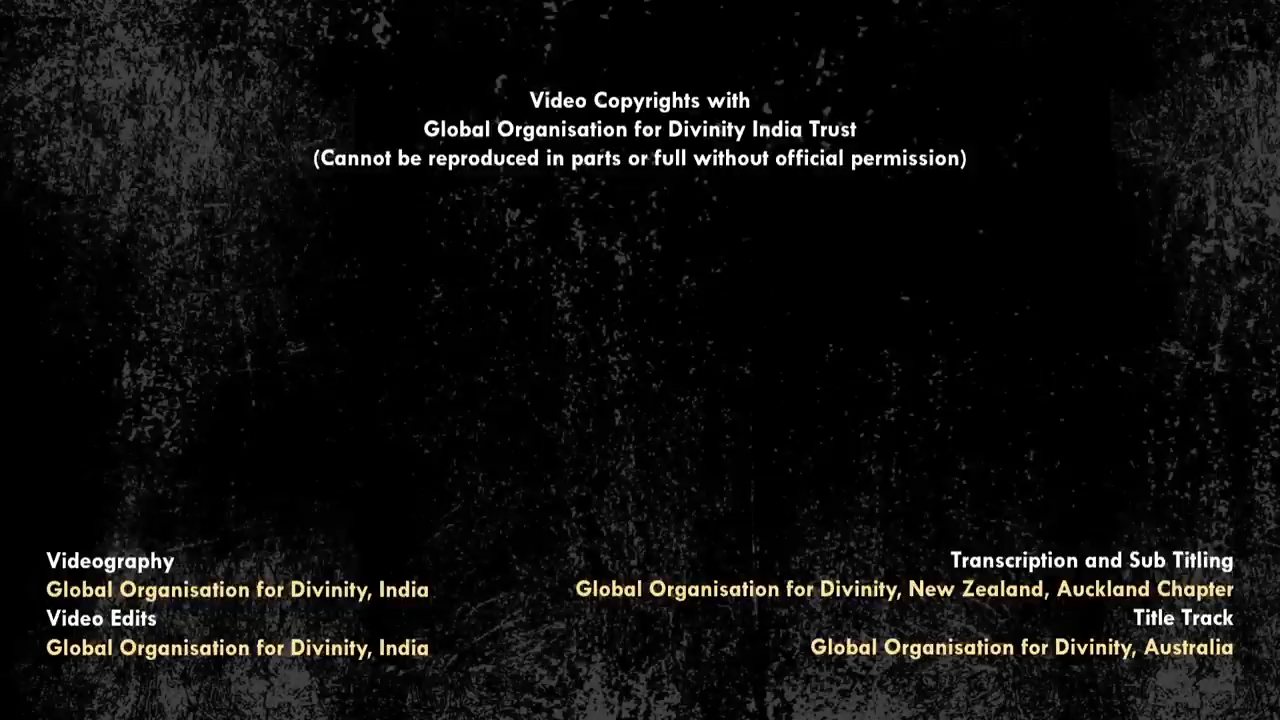 Video Copyrights with
Global Organisation for Divinity India Trust
(Cannot be reproduced in parts or full without official permission)
Videography
Global Organisation for Divinity, India
Video Edits
Global Organisation for Divinity, India
Transcription and Sub Titling
Global Organisation for Divinity, New Zealand, Auckland Chapter
Title Track
Global Organisation for Divinity, Australia